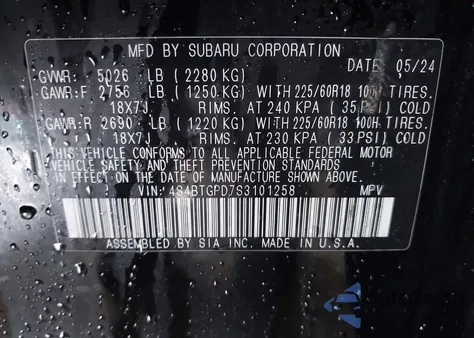 MFD BY SUBARU CORPORATION
DATE 05/24
GVWR: 5026 LB ( 2280 KG)
GAWR:F 2756 LB ( 1250 KG) WITH 225/60R18 100H TIRES.
18X7J RIMS. AT 240 KPA ( 35 PSI) COLD
GAWR:R 2690 LB ( 1220 KG) WITH 225/60R18 100H TIRES.
18X7J RIMS. AT 230 KPA ( 33 PSI) COLD
THIS VEHICLE CONFORMS TO ALL APPLICABLE FEDERAL MOTOR
VEHICLE SAFETY AND THEFT PREVENTION STANDARDS
IN EFFECT ON THE DATE OF MANUFACTURE SHOWN ABOVE.
VIN: 4S4BTGPD7S3101258 MPV
ASSEMBLED BY SIA INC. MADE IN U.S.A.